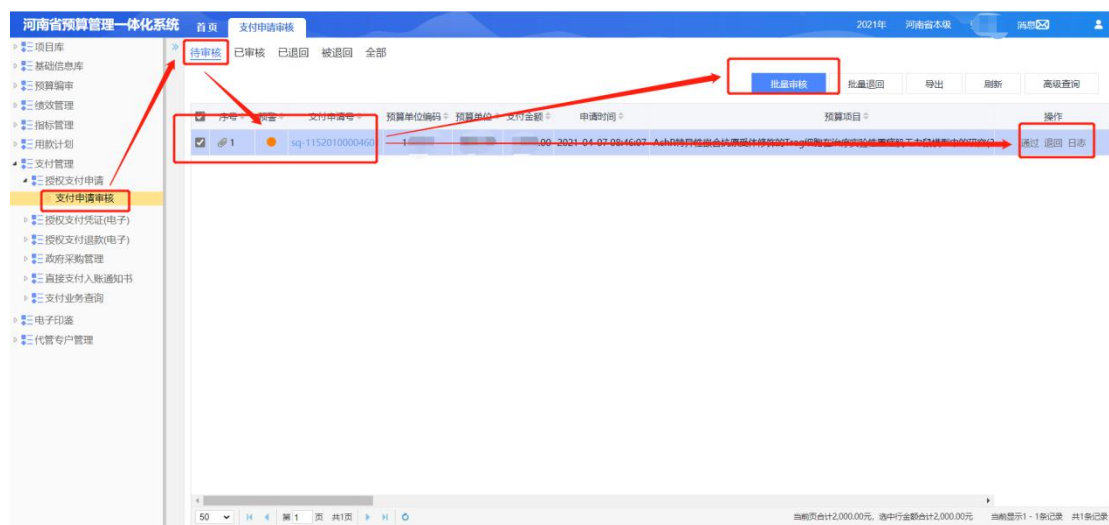 河南省预算管理一体化系统 首页 支付申请审核 2021年 河南省本级 消息
项目库
基础信息库
预算编审
绩效管理
指标管理
用款计划
支付管理
授权支付申请
支付申请审核
授权支付凭证(电子)
授权支付退款(电子)
政府采购管理
直接支付入账通知书
支付业务查询
电子印鉴
代管专户管理
待审核 已审核 已退回 被退回 全部
批量审核 批量退回 导出 刷新 高级查询
序号 预警 支付申请号 预算单位编码 预算单位 支付金额 申请时间 预算项目 操作
1 sq-1152010000460 1 .00 2021-04-07 08:46:07 通过 退回 日志
50 第 1 页 共1页 当前页合计2,000.00元, 选中行金额合计2,000.00元 当前显示1 - 1条记录 共1条记录